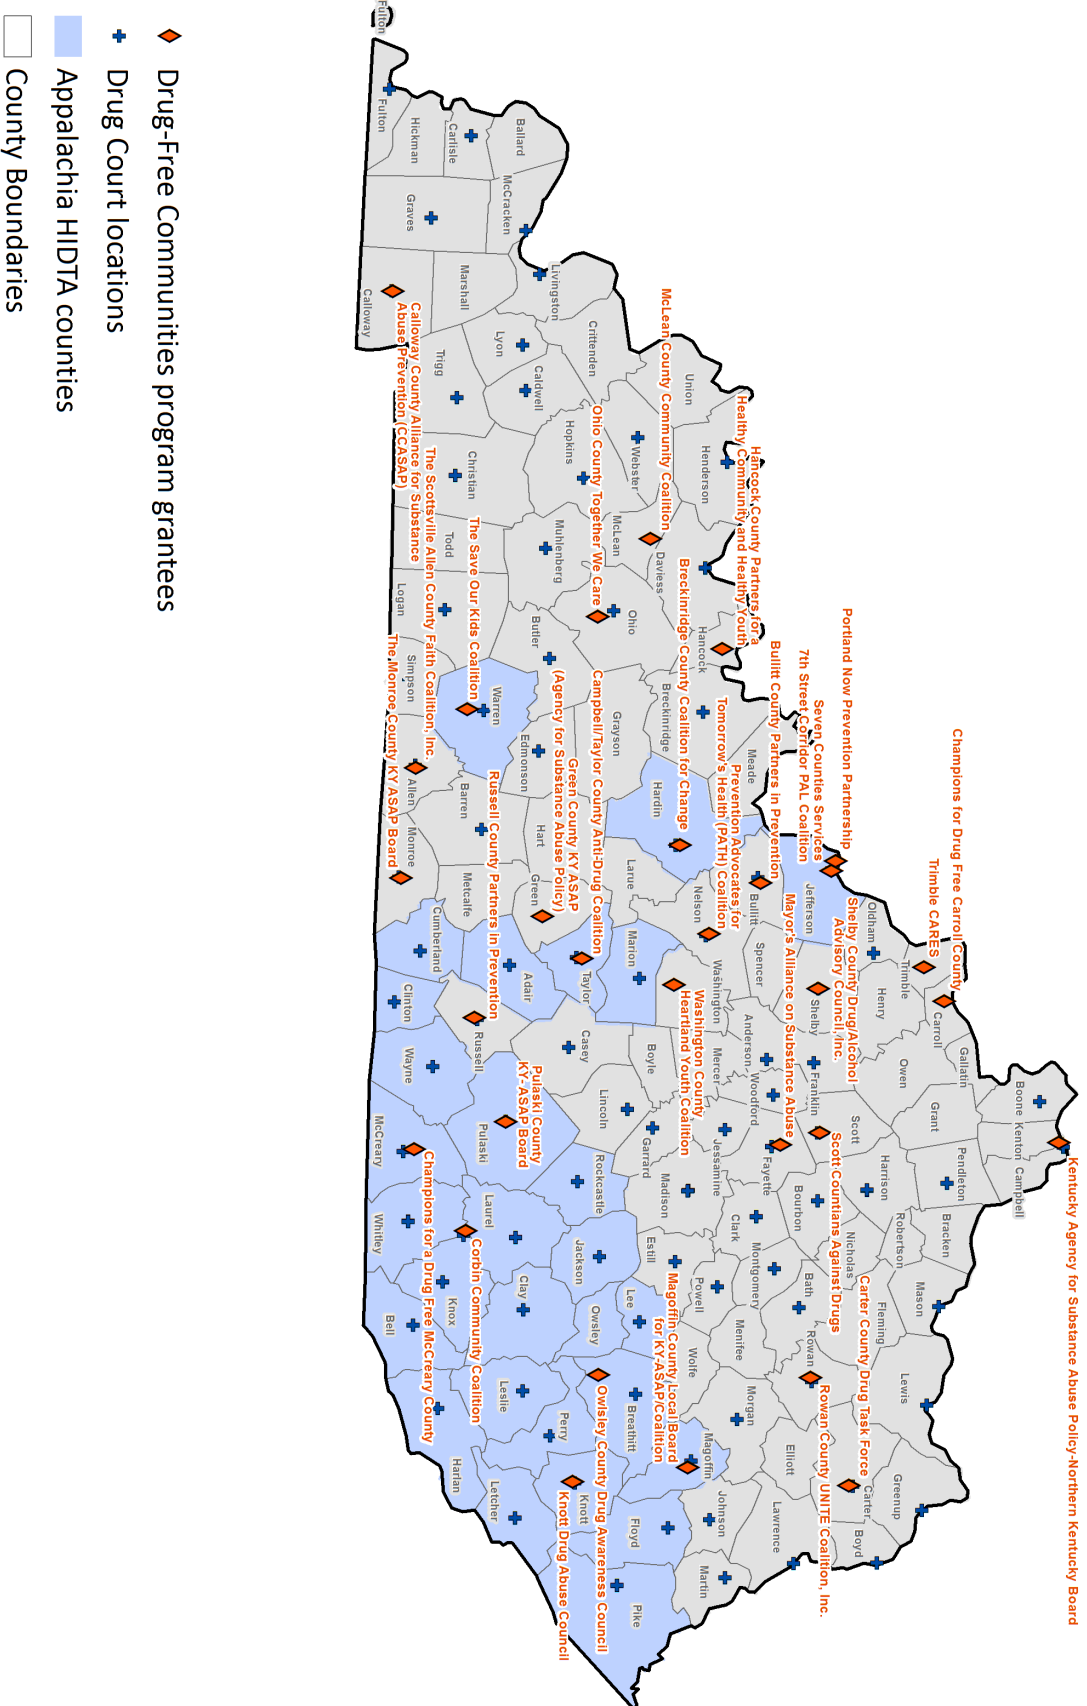 Kentucky Agency for Substance Abuse Policy-Northern Kentucky Board
Champions for Drug Free Carroll County
Trimble CARES
Portland Now Prevention Partnership
Seven Counties Services
7th Street Corridor PAL Coalition
Bullitt County Partners in Prevention
Shelby County Drug/Alcohol
Advisory Council, Inc.
Mayor's Alliance on Substance Abuse
Scott Countians Against Drugs
Carter County Drug Task Force
Rowan County UNITE Coalition, Inc.
Hancock County Partners for a
Healthy Community and Healthy Youth
Prevention Advocates for
Tomorrow's Health (PATH) Coalition
Breckinridge County Coalition for Change
McLean County Community Coalition
Washington County
Heartland Youth Coalition
Magoffin County Local Board
for KY-ASAP/Coalition
Ohio County Together We Care
Campbell/Taylor County Anti-Drug Coalition
Green County KY ASAP
(Agency for Substance Abuse Policy)
Owlsley County Drug Awareness Council
Knott Drug Abuse Council
Pulaski County
KY- ASAP Board
Russell County Partners in Prevention
The Save Our Kids Coalition
Corbin Community Coalition
The Scottsville Allen County Faith Coalition, Inc.
Champions for a Drug Free McCreary County
Calloway County Alliance for Substance
Abuse Prevention (CCASAP)
The Monroe County KY ASAP Board
Boone
Kenton
Campbell
Gallatin
Carroll
Trimble
Oldham
Henry
Owen
Grant
Pendleton
Bracken
Robertson
Mason
Lewis
Greenup
Fleming
Nicholas
Harrison
Scott
Franklin
Shelby
Jefferson
Bullitt
Spencer
Anderson
Woodford
Fayette
Bourbon
Bath
Rowan
Carter
Boyd
Elliott
Lawrence
Morgan
Menifee
Montgomery
Clark
Jessamine
Mercer
Washington
Nelson
Meade
Hancock
Henderson
Union
Daviess
Breckinridge
Hardin
Larue
Marion
Boyle
Garrard
Madison
Estill
Powell
Wolfe
Magoffin
Johnson
Martin
Floyd
Pike
Breathitt
Lee
Owsley
Jackson
Rockcastle
Lincoln
Casey
Taylor
Green
Grayson
Ohio
McLean
Webster
Crittenden
Livingston
Hopkins
Caldwell
Lyon
Muhlenberg
Butler
Edmonson
Hart
Adair
Pulaski
Laurel
Clay
Leslie
Perry
Knott
Letcher
Harlan
Bell
Knox
Whitley
McCreary
Wayne
Russell
Clinton
Cumberland
Metcalfe
Barren
Monroe
Allen
Warren
Simpson
Logan
Todd
Christian
Trigg
Marshall
Calloway
Graves
McCracken
Ballard
Carlisle
Hickman
Fulton
Fulton
Drug-Free Communities program grantees
Drug Court locations
Appalachia HIDTA counties
County Boundaries